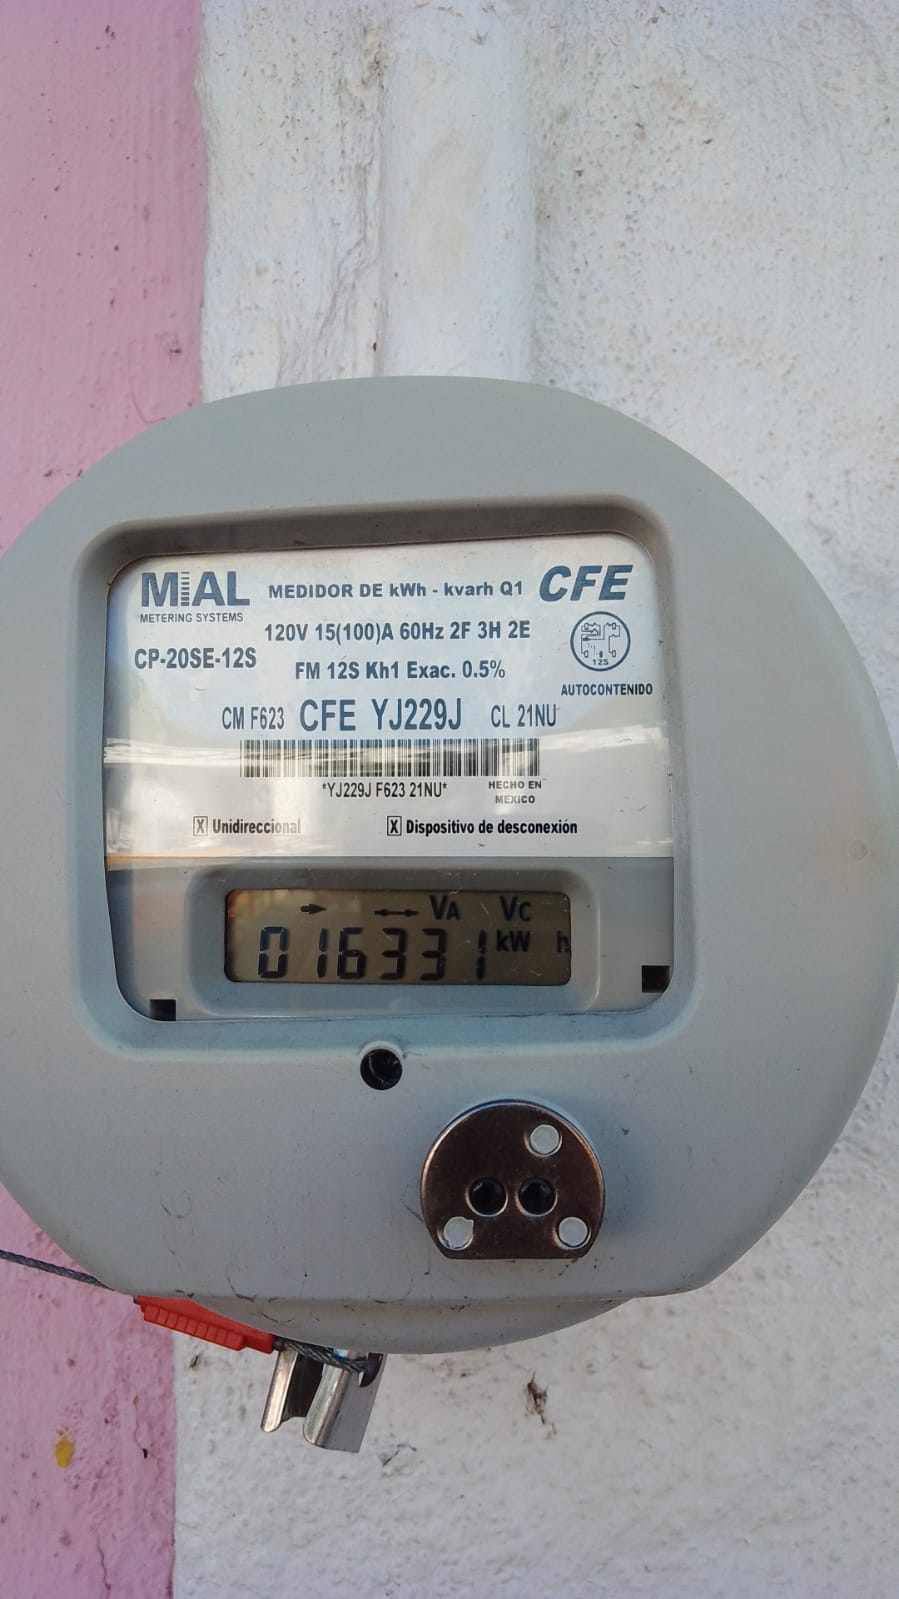 MIAL MEDIDOR DE kWh - kvarh Q1 CFE
METERING SYSTEMS
120V 15(100)A 60Hz 2F 3H 2E
CP-20SE-12S
FM 12S Kh1 Exac. 0.5%
12S
AUTOCONTENIDO
CM F623 CFE YJ229J CL 21NU
*YJ229J F623 21NU*
HECHO EN
MEXICO
X Unidireccional X Dispositivo de desconexión
VA VC
016331 kW h